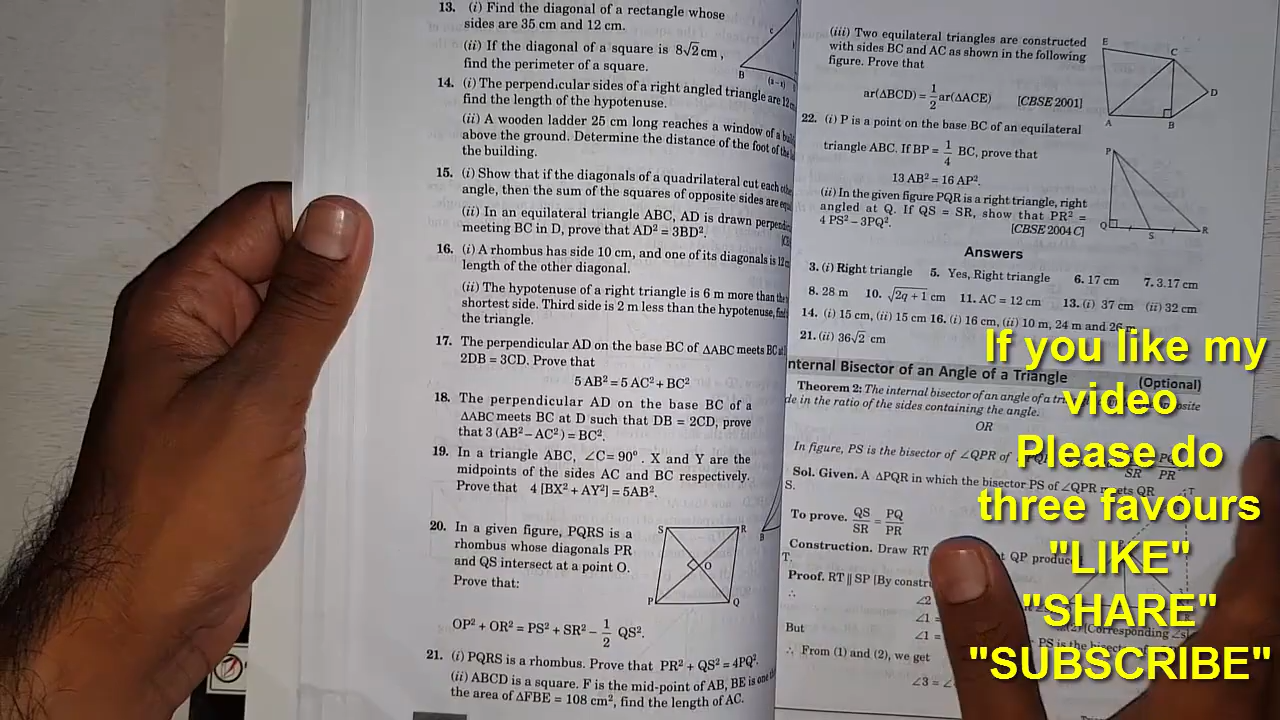 13. (i) Find the diagonal of a rectangle whose
sides are 35 cm and 12 cm.
(ii) If the diagonal of a square is 8√2 cm,
find the perimeter of a square.
14. (i) The perpendicular sides of a right angled triangle are 12
find the length of the hypotenuse.
(ii) A wooden ladder 25 cm long reaches a window of a
above the ground. Determine the distance of the foot of the
the building.
15. (i) Show that if the diagonals of a quadrilateral cut each
angle, then the sum of the squares of opposite sides are
(ii) In an equilateral triangle ABC, AD is drawn
meeting BC in D, prove that AD² = 3BD².
16. (i) A rhombus has side 10 cm, and one of its diagonals is 12
length of the other diagonal.
(ii) The hypotenuse of a right triangle is 6 m more than
shortest side. Third side is 2 m less than the hypotenuse,
the triangle.
17. The perpendicular AD on the base BC of ΔABC meets BC
2DB = 3CD. Prove that
5 AB² = 5 AC² + BC²
18. The perpendicular AD on the base BC of a
ΔABC meets BC at D such that DB = 2CD, prove
that 3 (AB² – AC²) = BC².
19. In a triangle ABC, ∠C= 90° . X and Y are the
midpoints of the sides AC and BC respectively.
Prove that 4 [BX² + AY²] = 5AB².
20. In a given figure, PQRS is a
rhombus whose diagonals PR
and QS intersect at a point O.
Prove that:
S R
O
P Q
OP² + OR² = PS² + SR² – 1/2 QS².
21. (i) PQRS is a rhombus. Prove that PR² + QS² = 4PQ².
(ii) ABCD is a square. F is the mid-point of AB, BE is one
the area of ΔFBE = 108 cm², find the length of AC.
c
B
B
(iii) Two equilateral triangles are constructed
with sides BC and AC as shown in the following
figure. Prove that
ar(ΔBCD) = 1/2 ar(ΔACE) [CBSE 2001]
E C
D
A B
22. (i) P is a point on the base BC of an equilateral
triangle ABC. If BP = 1/4 BC, prove that
13 AB² = 16 AP².
(ii) In the given figure PQR is a right triangle, right
angled at Q. If QS = SR, show that PR² =
4 PS² – 3PQ². [CBSE 2004 C]
P
Q S R
Answers
3. (i) Right triangle 5. Yes, Right triangle 6. 17 cm 7. 3.17 cm
8. 28 m 10. √2q + 1 cm 11. AC = 12 cm 13. (i) 37 cm (ii) 32 cm
14. (i) 15 cm, (ii) 15 cm 16. (i) 16 cm, (ii) 10 m, 24 m and 26
21. (ii) 36√2 cm
nternal Bisector of an Angle of a Triangle (Optional)
Theorem 2: The internal bisector of an angle of a
de in the ratio of the sides containing the angle.
OR
In figure, PS is the bisector of ∠QPR of
SR PR
Sol. Given. A ΔPQR in which the bisector PS of ∠QPR meets QR
S.
To prove. QS/SR = PQ/PR
Construction. Draw RT QP
T.
Proof. RT || SP [By
∴ ∠2
∠1 =
But ∠1 =
∴ From (1) and (2), we get
∠3 =
[Corresponding
PS is the
If you like my
video
Please do
three favours
"LIKE"
"SHARE"
"SUBSCRIBE"